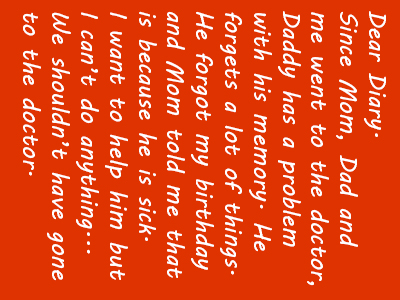 Dear Diary.
Since Mom, Dad and
me went to the doctor,
Daddy has a problem
with his memory. He
forgets a lot of things.
He forgot my birthday
and Mom told me that
is because he is sick.
I want to help him but
I can't do anything...
We shouldn't have gone
to the doctor.